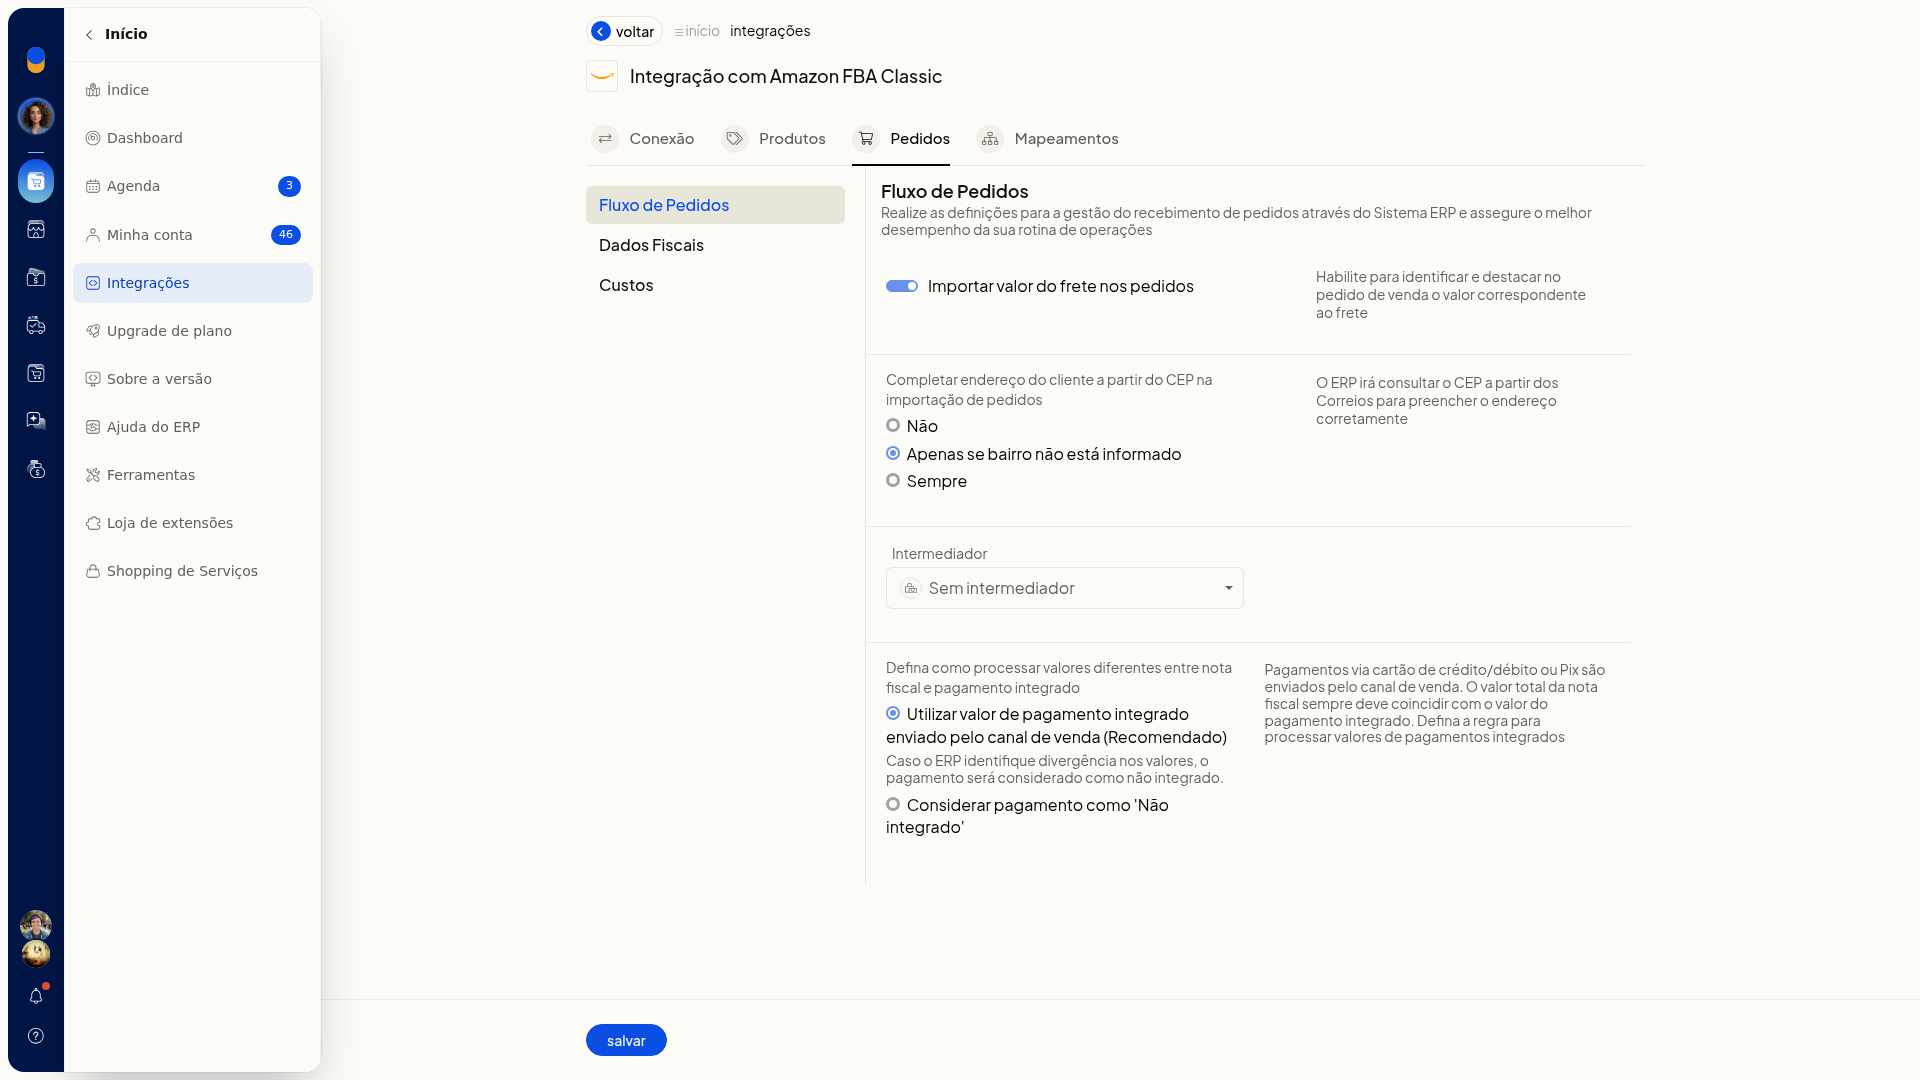 Início
Índice
Dashboard
Agenda 3
Minha conta 46
Integrações
Upgrade de plano
Sobre a versão
Ajuda do ERP
Ferramentas
Loja de extensões
Shopping de Serviços
voltar início integrações
Integração com Amazon FBA Classic
Conexão Produtos Pedidos Mapeamentos
Fluxo de Pedidos
Dados Fiscais
Custos
Fluxo de Pedidos
Realize as definições para a gestão do recebimento de pedidos através do Sistema ERP e assegure o melhor
desempenho da sua rotina de operações
Importar valor do frete nos pedidos
Habilite para identificar e destacar no
pedido de venda o valor correspondente
ao frete
Completar endereço do cliente a partir do CEP na
importação de pedidos
Não
Apenas se bairro não está informado
Sempre
O ERP irá consultar o CEP a partir dos
Correios para preencher o endereço
corretamente
Intermediador
Sem intermediador
Defina como processar valores diferentes entre nota
fiscal e pagamento integrado
Utilizar valor de pagamento integrado
enviado pelo canal de venda (Recomendado)
Caso o ERP identifique divergência nos valores, o
pagamento será considerado como não integrado.
Considerar pagamento como 'Não
integrado'
Pagamentos via cartão de crédito/débito ou Pix são
enviados pelo canal de venda. O valor total da nota
fiscal sempre deve coincidir com o valor do
pagamento integrado. Defina a regra para
processar valores de pagamentos integrados
salvar